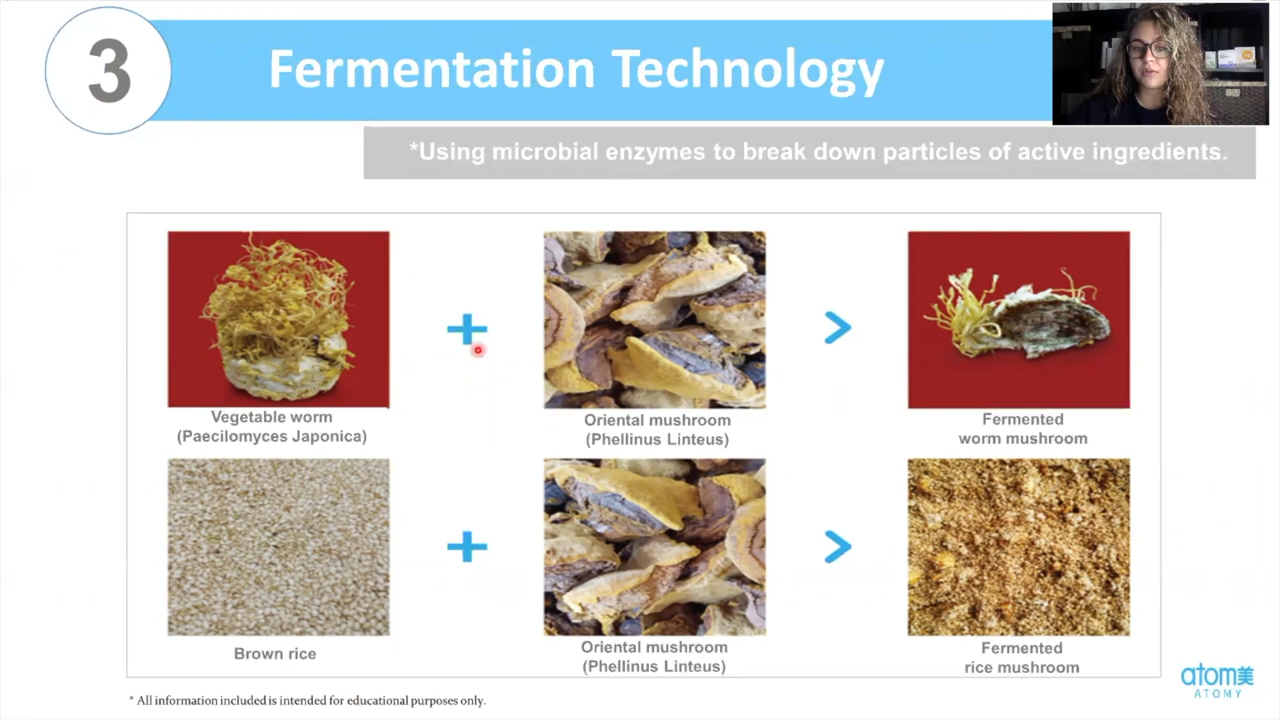 3
Fermentation Technology
*Using microbial enzymes to break down particles of active ingredients.
Vegetable worm
(Paecilomyces Japonica)
Oriental mushroom
(Phellinus Linteus)
Fermented
worm mushroom
Brown rice
Oriental mushroom
(Phellinus Linteus)
Fermented
rice mushroom
* All information included is intended for educational purposes only.
atom美
ATOMY